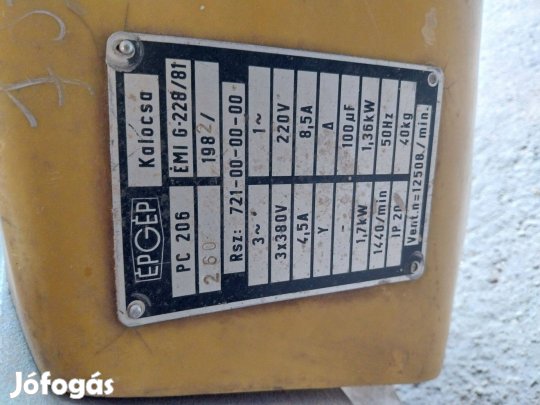 ÉPGÉP Kalocsa
PC 206 ÉMI G-228/81
260 1982/
Rsz: 721-00-00-00
3~ 1~
3x380V 220V
4,5A 8,5A
Y Δ
- 100µF
1,7kW 1,36kW
1440/min 50Hz
IP 20 40kg
Vent.n=12508./min.
Jófogás